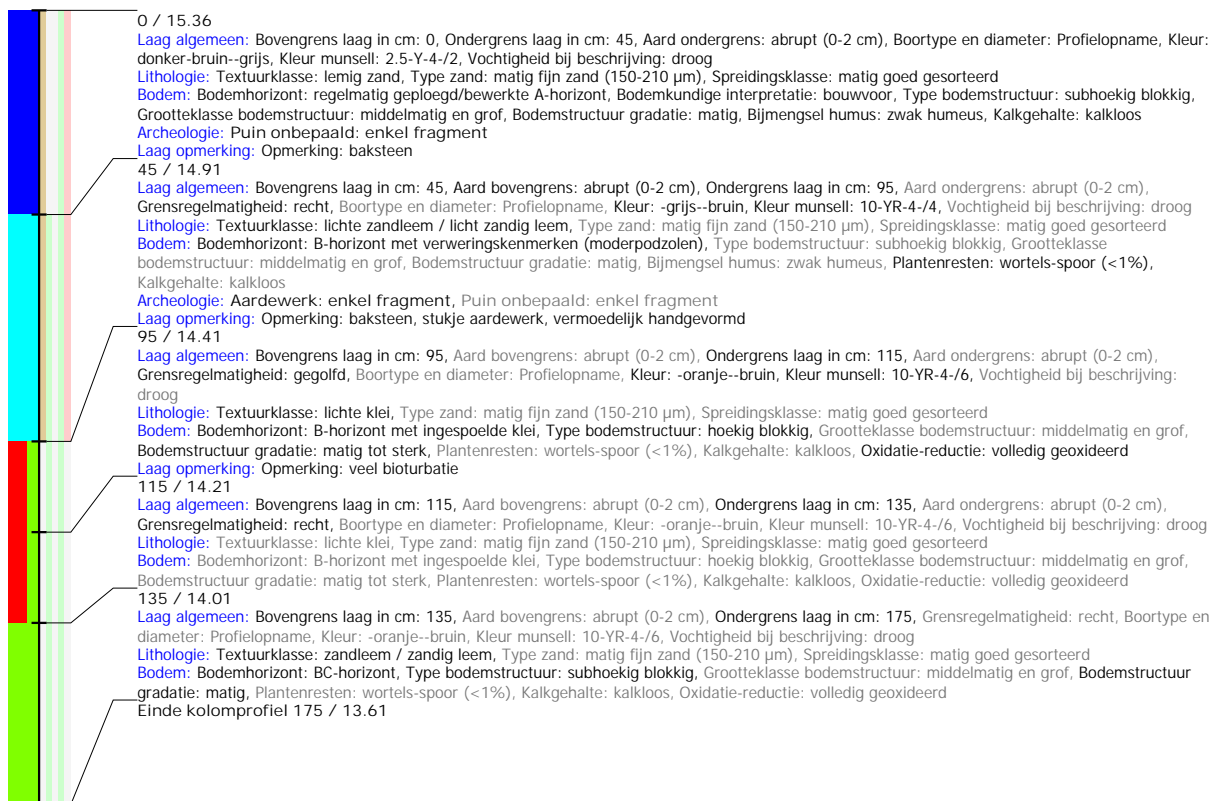 0 / 15.36
Laag algemeen: Bovengrens laag in cm: 0, Ondergrens laag in cm: 45, Aard ondergrens: abrupt (0-2 cm), Boortype en diameter: Profielopname, Kleur:
donker-bruin--grijs, Kleur munsell: 2.5-Y-4-/2, Vochtigheid bij beschrijving: droog
Lithologie: Textuurklasse: lemig zand, Type zand: matig fijn zand (150-210 µm), Spreidingsklasse: matig goed gesorteerd
Bodem: Bodemhorizont: regelmatig geploegd/bewerkte A-horizont, Bodemkundige interpretatie: bouwvoor, Type bodemstructuur: subhoekig blokkig,
Grootteklasse bodemstructuur: middelmatig en grof, Bodemstructuur gradatie: matig, Bijmengsel humus: zwak humeus, Kalkgehalte: kalkloos
Archeologie: Puin onbepaald: enkel fragment
Laag opmerking: Opmerking: baksteen
45 / 14.91
Laag algemeen: Bovengrens laag in cm: 45, Aard bovengrens: abrupt (0-2 cm), Ondergrens laag in cm: 95, Aard ondergrens: abrupt (0-2 cm),
Grensregelmatigheid: recht, Boortype en diameter: Profielopname, Kleur: -grijs--bruin, Kleur munsell: 10-YR-4-/4, Vochtigheid bij beschrijving: droog
Lithologie: Textuurklasse: lichte zandleem / licht zandig leem, Type zand: matig fijn zand (150-210 µm), Spreidingsklasse: matig goed gesorteerd
Bodem: Bodemhorizont: B-horizont met verweringskenmerken (moderpodzolen), Type bodemstructuur: subhoekig blokkig, Grootteklasse
bodemstructuur: middelmatig en grof, Bodemstructuur gradatie: matig, Bijmengsel humus: zwak humeus, Plantenresten: wortels-spoor (<1%),
Kalkgehalte: kalkloos
Archeologie: Aardewerk: enkel fragment, Puin onbepaald: enkel fragment
Laag opmerking: Opmerking: baksteen, stukje aardewerk, vermoedelijk handgevormd
95 / 14.41
Laag algemeen: Bovengrens laag in cm: 95, Aard bovengrens: abrupt (0-2 cm), Ondergrens laag in cm: 115, Aard ondergrens: abrupt (0-2 cm),
Grensregelmatigheid: gegolfd, Boortype en diameter: Profielopname, Kleur: -oranje--bruin, Kleur munsell: 10-YR-4-/6, Vochtigheid bij beschrijving:
droog
Lithologie: Textuurklasse: lichte klei, Type zand: matig fijn zand (150-210 µm), Spreidingsklasse: matig goed gesorteerd
Bodem: Bodemhorizont: B-horizont met ingespoelde klei, Type bodemstructuur: hoekig blokkig, Grootteklasse bodemstructuur: middelmatig en grof,
Bodemstructuur gradatie: matig tot sterk, Plantenresten: wortels-spoor (<1%), Kalkgehalte: kalkloos, Oxidatie-reductie: volledig geoxideerd
Laag opmerking: Opmerking: veel bioturbatie
115 / 14.21
Laag algemeen: Bovengrens laag in cm: 115, Aard bovengrens: abrupt (0-2 cm), Ondergrens laag in cm: 135, Aard ondergrens: abrupt (0-2 cm),
Grensregelmatigheid: recht, Boortype en diameter: Profielopname, Kleur: -oranje--bruin, Kleur munsell: 10-YR-4-/6, Vochtigheid bij beschrijving: droog
Lithologie: Textuurklasse: lichte klei, Type zand: matig fijn zand (150-210 µm), Spreidingsklasse: matig goed gesorteerd
Bodem: Bodemhorizont: B-horizont met ingespoelde klei, Type bodemstructuur: hoekig blokkig, Grootteklasse bodemstructuur: middelmatig en grof,
Bodemstructuur gradatie: matig tot sterk, Plantenresten: wortels-spoor (<1%), Kalkgehalte: kalkloos, Oxidatie-reductie: volledig geoxideerd
135 / 14.01
Laag algemeen: Bovengrens laag in cm: 135, Aard bovengrens: abrupt (0-2 cm), Ondergrens laag in cm: 175, Grensregelmatigheid: recht, Boortype en
diameter: Profielopname, Kleur: -oranje--bruin, Kleur munsell: 10-YR-4-/6, Vochtigheid bij beschrijving: droog
Lithologie: Textuurklasse: zandleem / zandig leem, Type zand: matig fijn zand (150-210 µm), Spreidingsklasse: matig goed gesorteerd
Bodem: Bodemhorizont: BC-horizont, Type bodemstructuur: subhoekig blokkig, Grootteklasse bodemstructuur: middelmatig en grof, Bodemstructuur
gradatie: matig, Plantenresten: wortels-spoor (<1%), Kalkgehalte: kalkloos, Oxidatie-reductie: volledig geoxideerd
Einde kolomprofiel 175 / 13.61